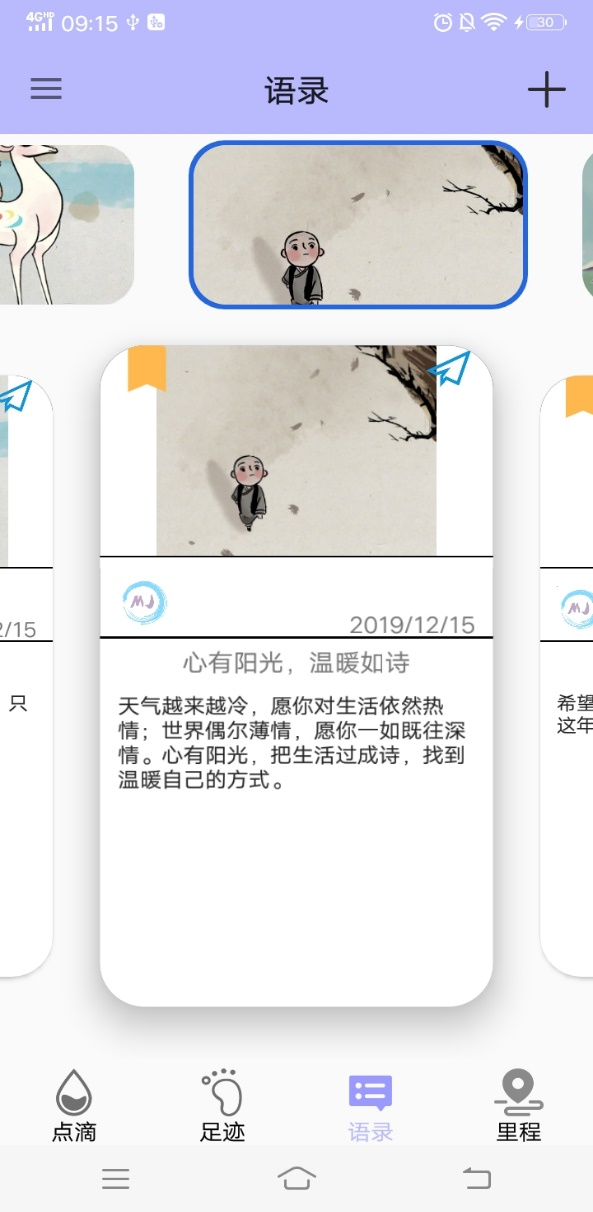 4G HD 09:15 30
语录
2019/12/15
2/15
心有阳光，温暖如诗
天气越来越冷，愿你对生活依然热
情；世界偶尔薄情，愿你一如既往深
情。心有阳光，把生活过成诗，找到
温暖自己的方式。
只
希望
这年
点滴 足迹 语录 里程